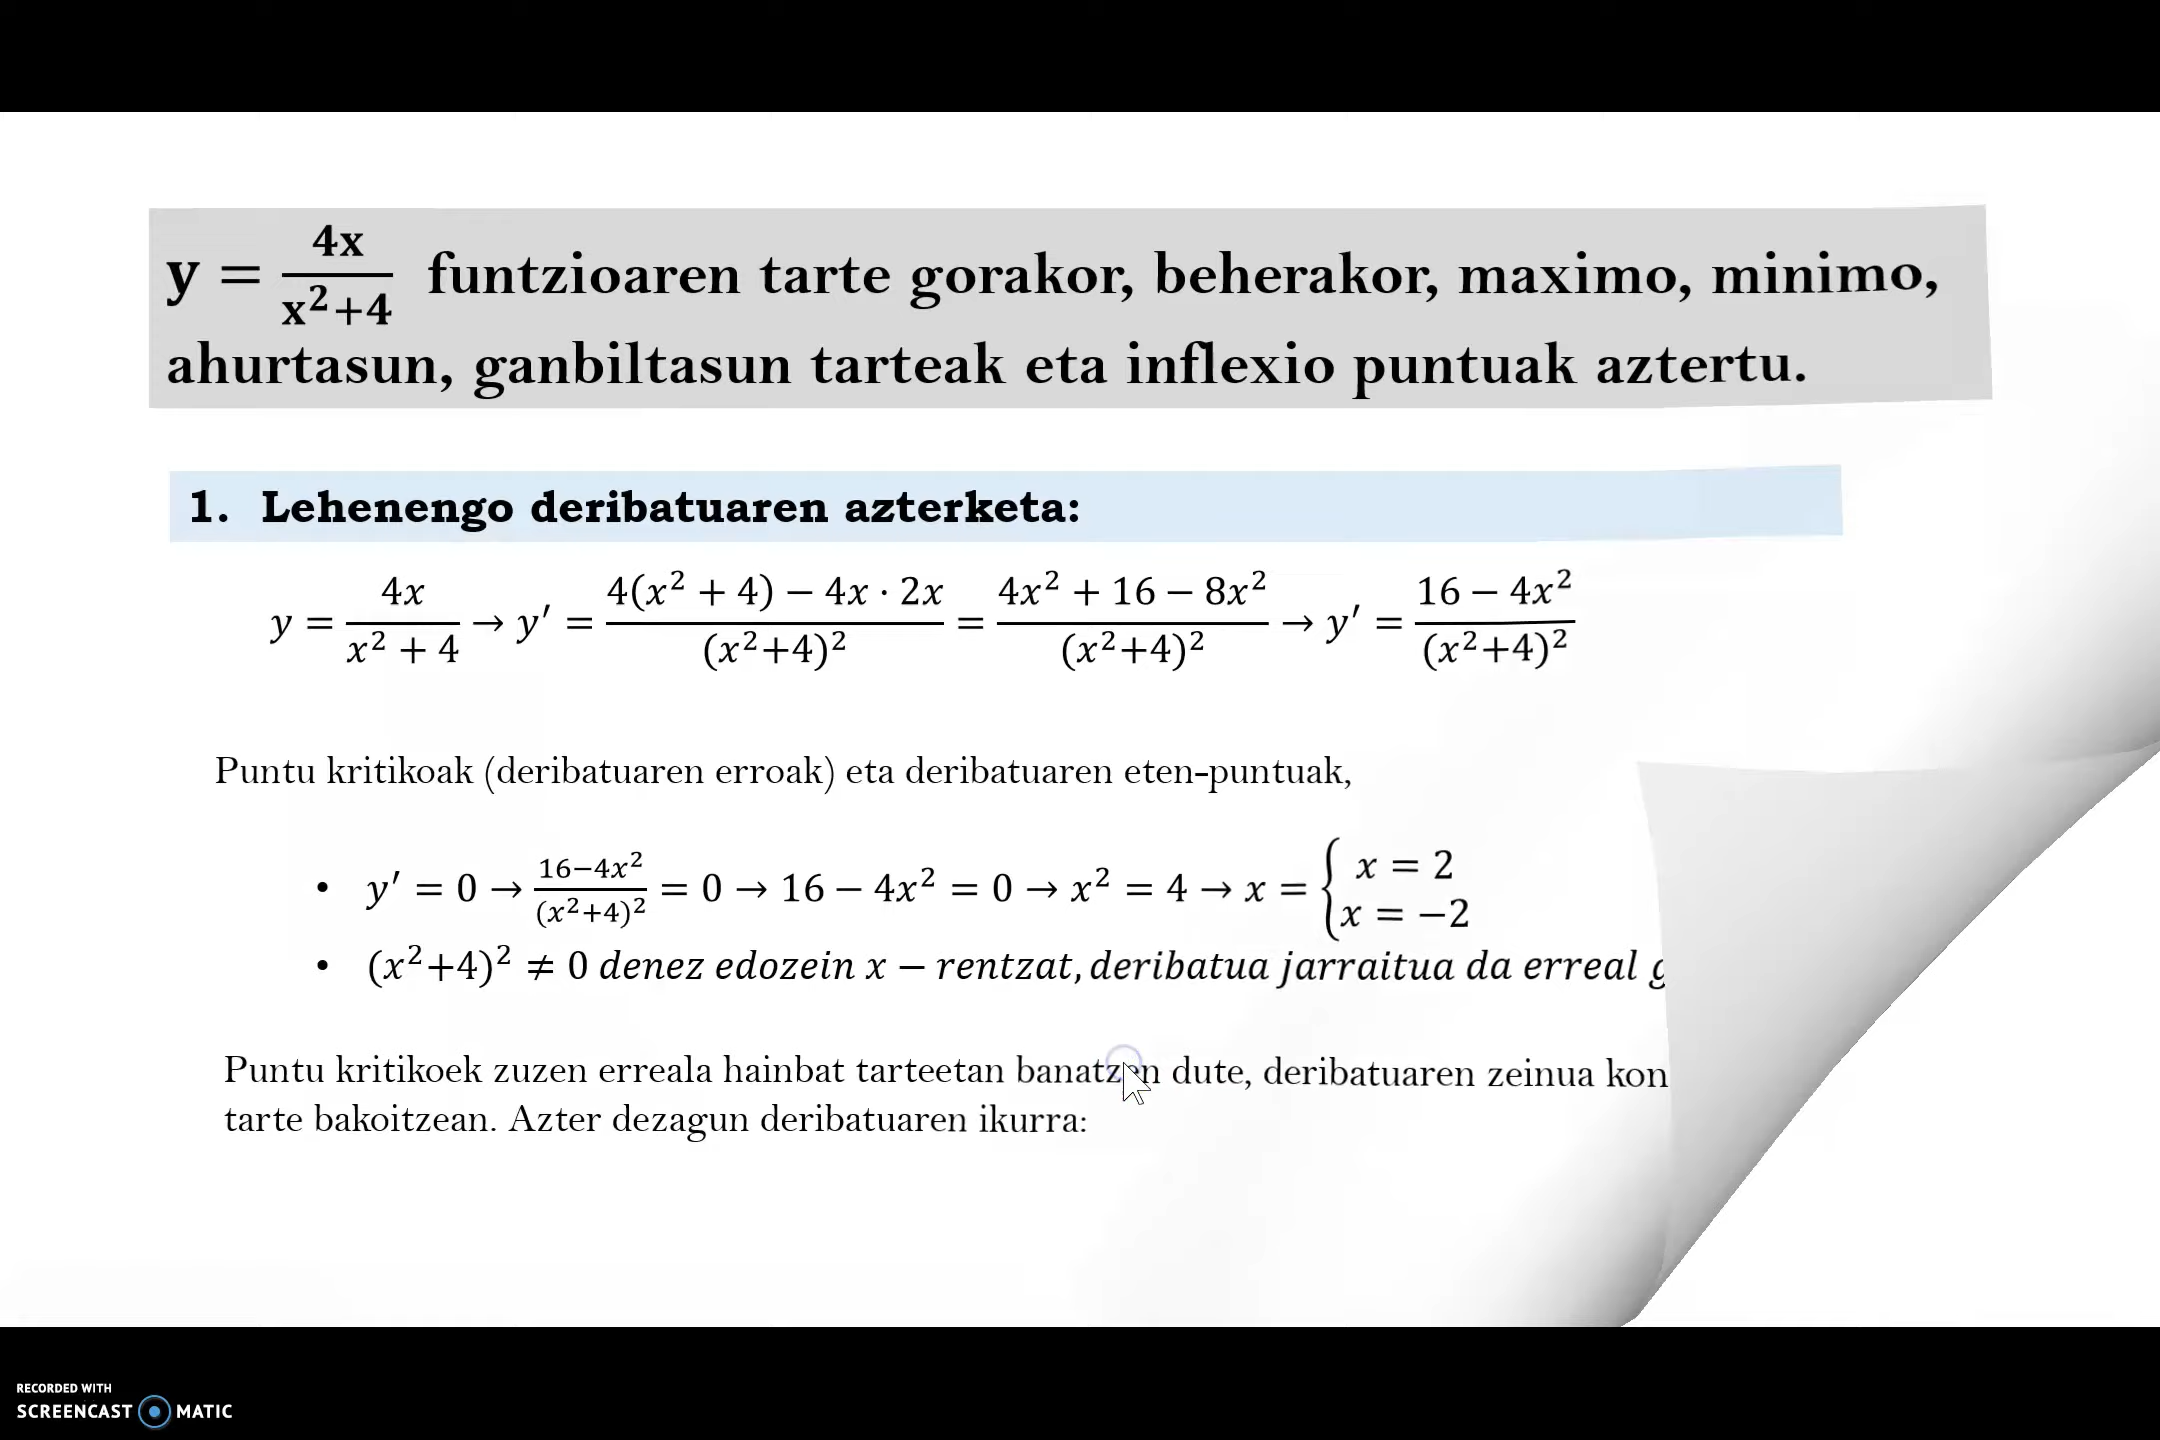 y = 4x / x²+4 funtzioaren tarte gorakor, beherakor, maximo, minimo,
ahurtasun, ganbiltasun tarteak eta inflexio puntuak aztertu.
1. Lehenengo deribatuaren azterketa:
y = 4x / x² + 4 → y′ = 4(x² + 4) − 4x · 2x / (x²+4)² = 4x² + 16 − 8x² / (x²+4)² → y′ = 16 − 4x² / (x²+4)²
Puntu kritikoak (deribatuaren erroak) eta deribatuaren eten-puntuak,
• y′ = 0 → 16−4x² / (x²+4)² = 0 → 16 − 4x² = 0 → x² = 4 → x = { x = 2 x = −2
• (x²+4)² ≠ 0 denez edozein x − rentzat, deribatua jarraitua da erreal
Puntu kritikoek zuzen erreala hainbat tarteetan banatzen dute, deribatuaren zeinua kon
tarte bakoitzean. Azter dezagun deribatuaren ikurra:
RECORDED WITH
SCREENCAST MATIC